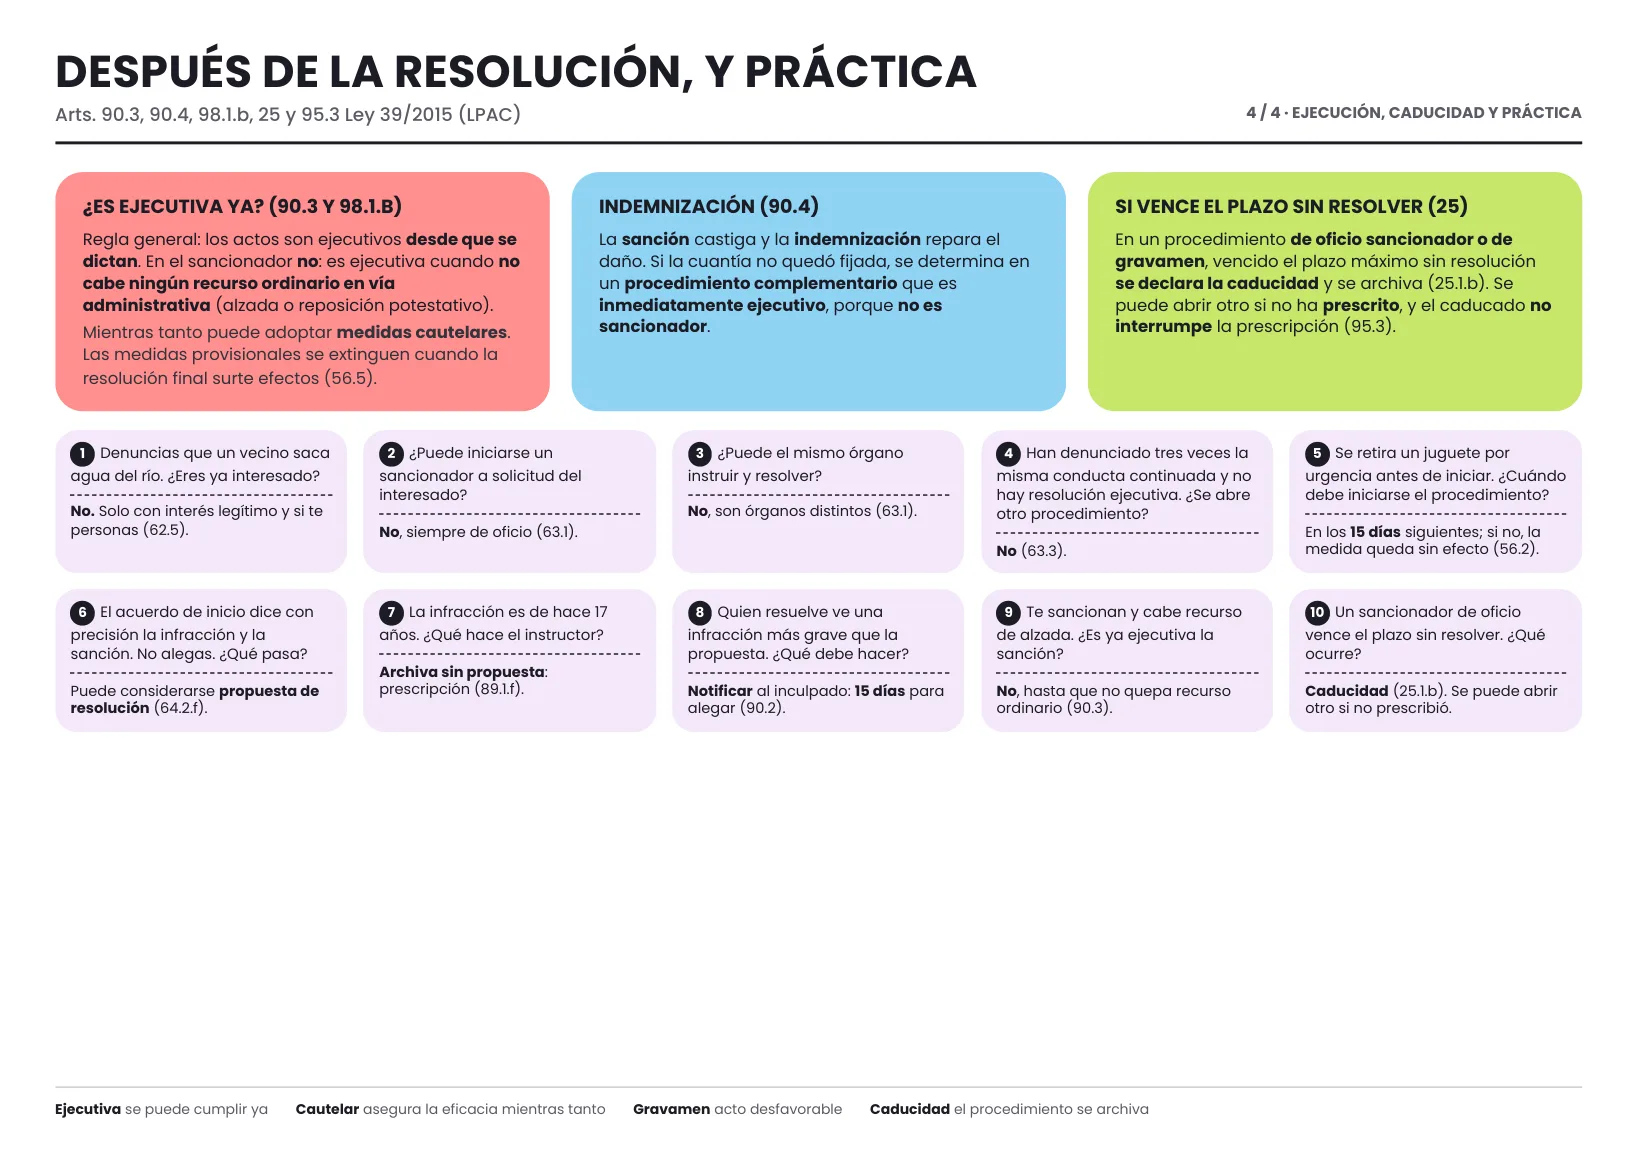 DESPUÉS DE LA RESOLUCIÓN, Y PRÁCTICA
Arts. 90.3, 90.4, 98.1.b, 25 y 95.3 Ley 39/2015 (LPAC)
4 / 4 · EJECUCIÓN, CADUCIDAD Y PRÁCTICA
¿ES EJECUTIVA YA? (90.3 Y 98.1.B)
Regla general: los actos son ejecutivos desde que se
dictan. En el sancionador no: es ejecutiva cuando no
cabe ningún recurso ordinario en vía
administrativa (alzada o reposición potestativo).
Mientras tanto puede adoptar medidas cautelares.
Las medidas provisionales se extinguen cuando la
resolución final surte efectos (56.5).
INDEMNIZACIÓN (90.4)
La sanción castiga y la indemnización repara el
daño. Si la cuantía no quedó fijada, se determina en
un procedimiento complementario que es
inmediatamente ejecutivo, porque no es
sancionador.
SI VENCE EL PLAZO SIN RESOLVER (25)
En un procedimiento de oficio sancionador o de
gravamen, vencido el plazo máximo sin resolución
se declara la caducidad y se archiva (25.1.b). Se
puede abrir otro si no ha prescrito, y el caducado no
interrumpe la prescripción (95.3).
1 Denuncias que un vecino saca
agua del río. ¿Eres ya interesado?
No. Solo con interés legítimo y si te
personas (62.5).
2 ¿Puede iniciarse un
sancionador a solicitud del
interesado?
No, siempre de oficio (63.1).
3 ¿Puede el mismo órgano
instruir y resolver?
No, son órganos distintos (63.1).
4 Han denunciado tres veces la
misma conducta continuada y no
hay resolución ejecutiva. ¿Se abre
otro procedimiento?
No (63.3).
5 Se retira un juguete por
urgencia antes de iniciar. ¿Cuándo
debe iniciarse el procedimiento?
En los 15 días siguientes; si no, la
medida queda sin efecto (56.2).
6 El acuerdo de inicio dice con
precisión la infracción y la
sanción. No alegas. ¿Qué pasa?
Puede considerarse propuesta de
resolución (64.2.f).
7 La infracción es de hace 17
años. ¿Qué hace el instructor?
Archiva sin propuesta:
prescripción (89.1.f).
8 Quien resuelve ve una
infracción más grave que la
propuesta. ¿Qué debe hacer?
Notificar al inculpado: 15 días para
alegar (90.2).
9 Te sancionan y cabe recurso
de alzada. ¿Es ya ejecutiva la
sanción?
No, hasta que no quepa recurso
ordinario (90.3).
10 Un sancionador de oficio
vence el plazo sin resolver. ¿Qué
ocurre?
Caducidad (25.1.b). Se puede abrir
otro si no prescribió.
Ejecutiva se puede cumplir ya Cautelar asegura la eficacia mientras tanto Gravamen acto desfavorable Caducidad el procedimiento se archiva